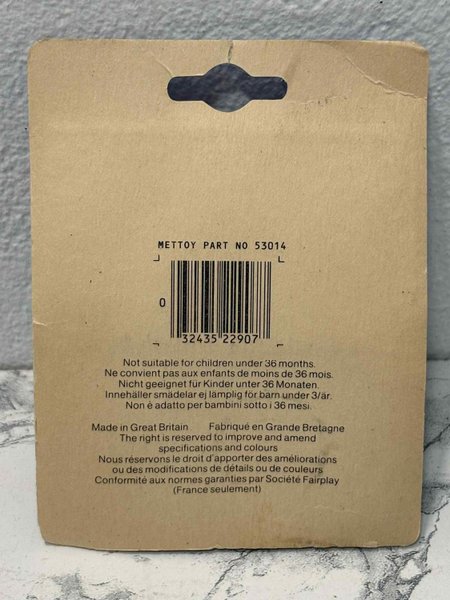 METTOY PART NO 53014
0
32435 22907
Not suitable for children under 36 months.
Ne convient pas aux enfants de moins de 36 mois.
Nicht geeignet für Kinder unter 36 Monaten.
Innehäller smädelar ej lämplig för barn under 3/är.
Non é adatto per bambini sotto i 36 mesi.
Made in Great Britain Fabriqué en Grande Bretagne
The right is reserved to improve and amend
specifications and colours
Nous réservons le droit d'apporter des améliorations
ou des modifications de détails ou de couleurs
Conformité aux normes garanties par Société Fairplay
(France seulement)